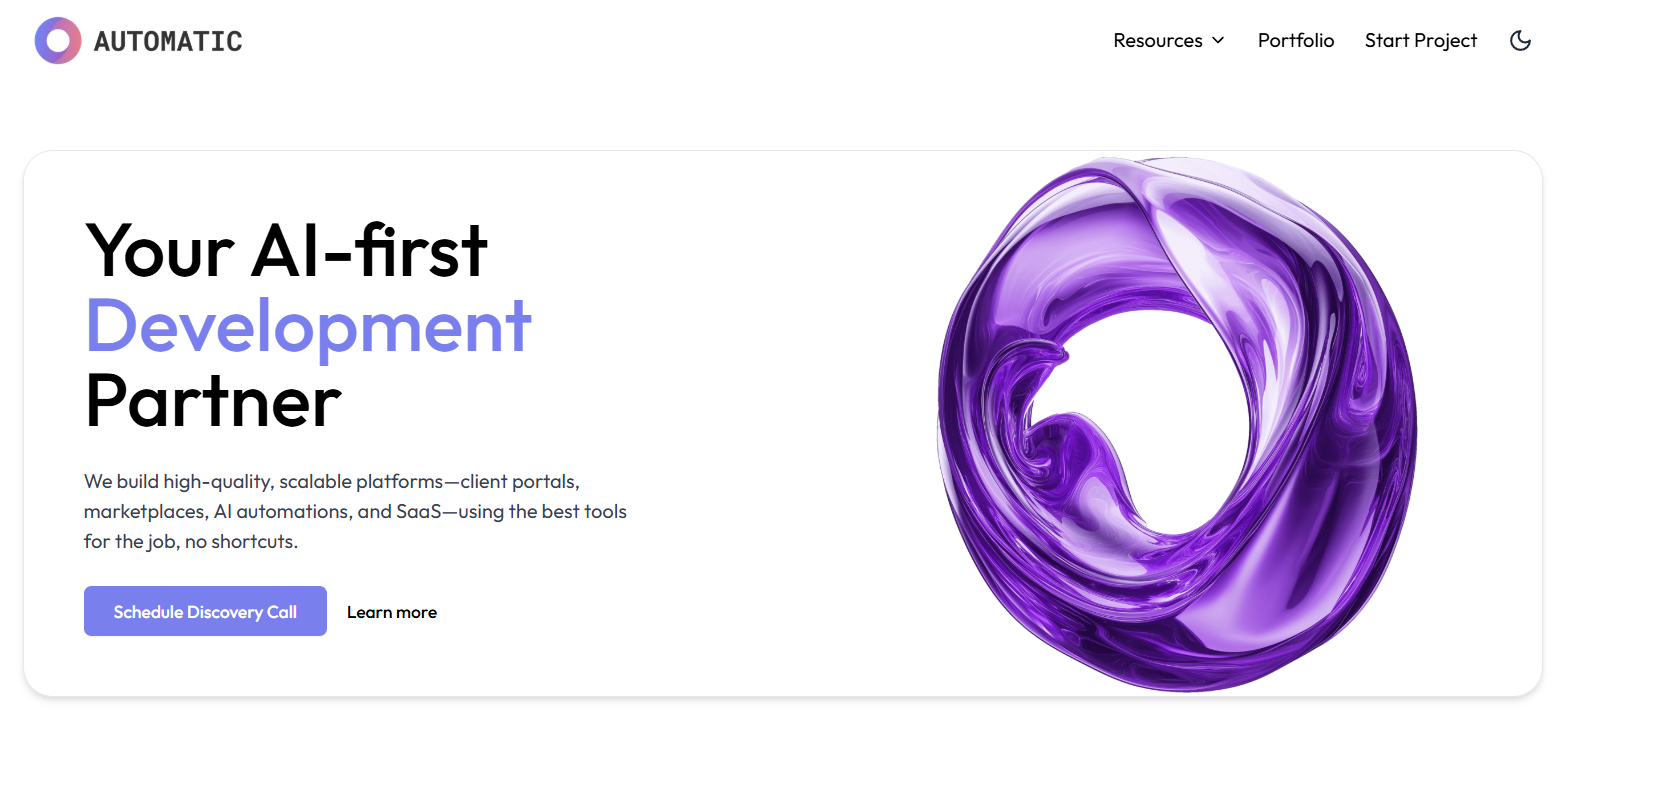 AUTOMATIC
Resources
Portfolio
Start Project
Your AI-first
Development
Partner
We build high-quality, scalable platforms—client portals,
marketplaces, AI automations, and SaaS—using the best tools
for the job, no shortcuts.
Schedule Discovery Call
Learn more